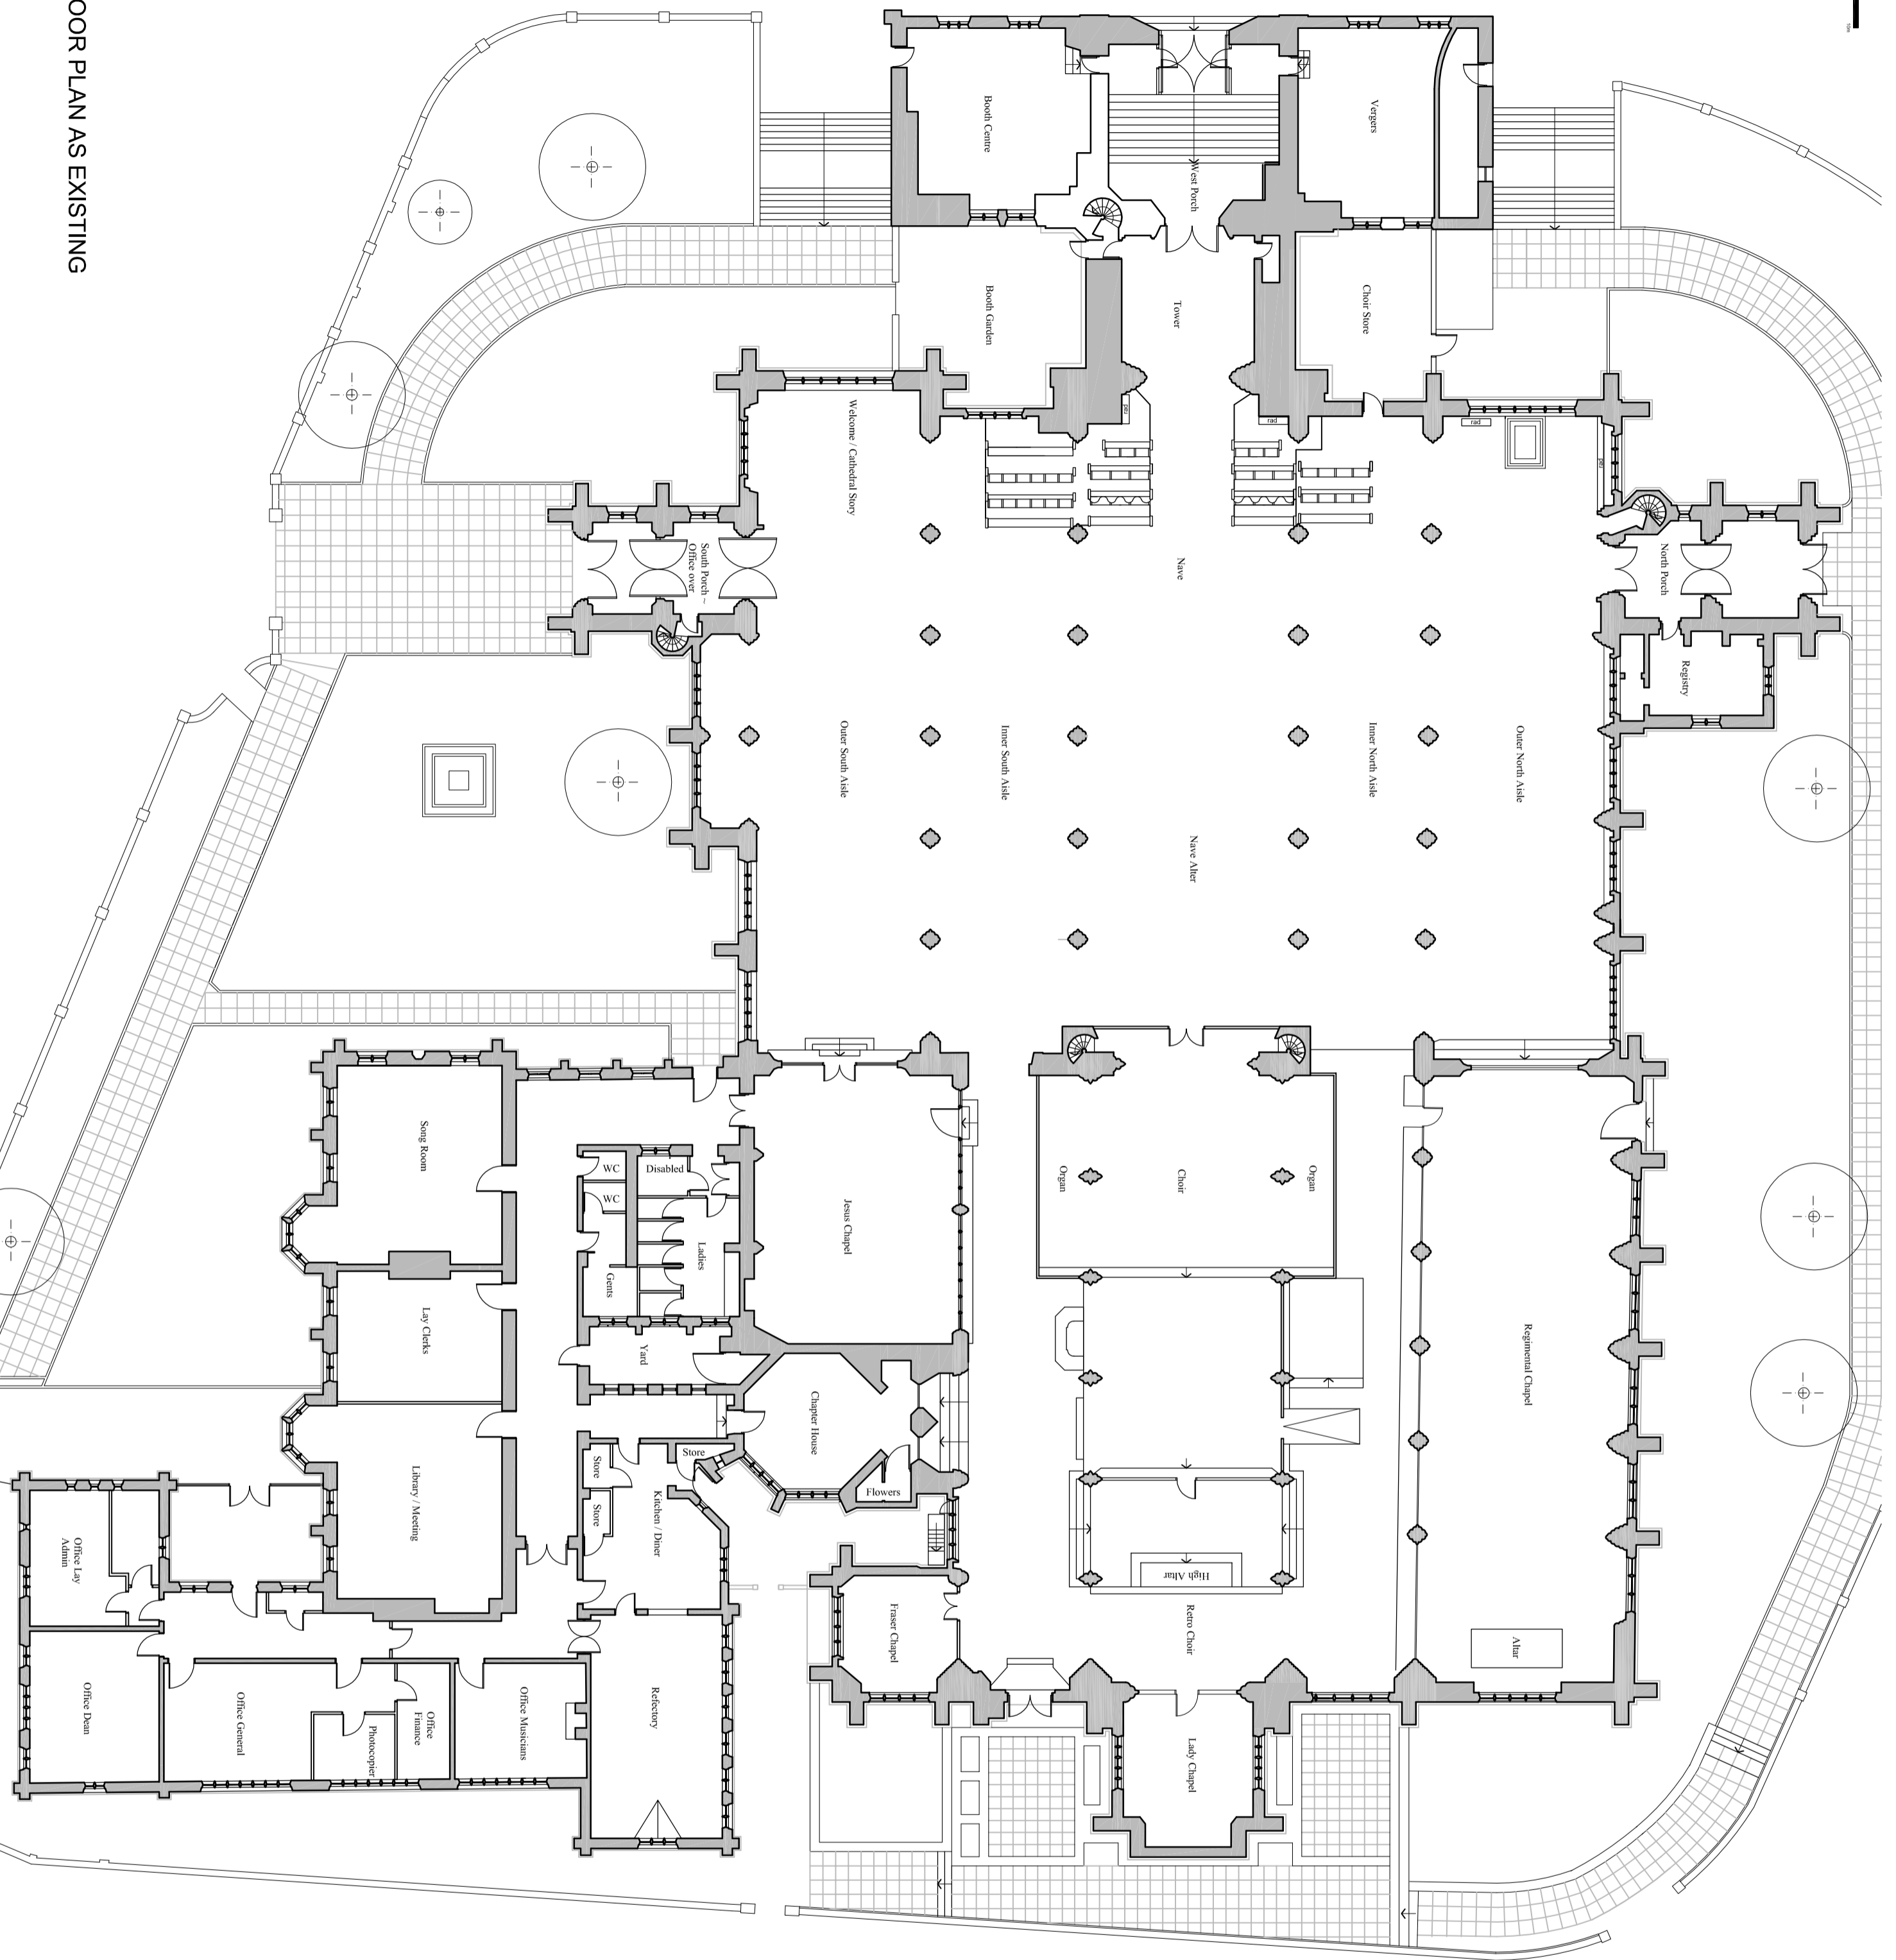 OOR PLAN AS EXISTING
Booth Centre
West Porch
Vergers
Booth Garden
Tower
Choir Store
rad
rad
rad
rad
Welcome / Cathedral Story
South Porch ~
Office over
Nave
North Porch
Registry
Outer South Aisle
Inner South Aisle
Inner North Aisle
Outer North Aisle
Nave Alter
Song Room
WC
WC
Disabled
Ladies
Gents
Jesus Chapel
Organ
Choir
Organ
Regimental Chapel
Lay Clerks
Yard
Chapter House
Library / Meeting
Store
Store
Store
Kitchen / Diner
Flowers
High Altar
Office Lay
Admin
Fraser Chapel
Retro Choir
Altar
Office Dean
Office General
Photocopier
Office
Finance
Office Musicians
Refectory
Lady Chapel